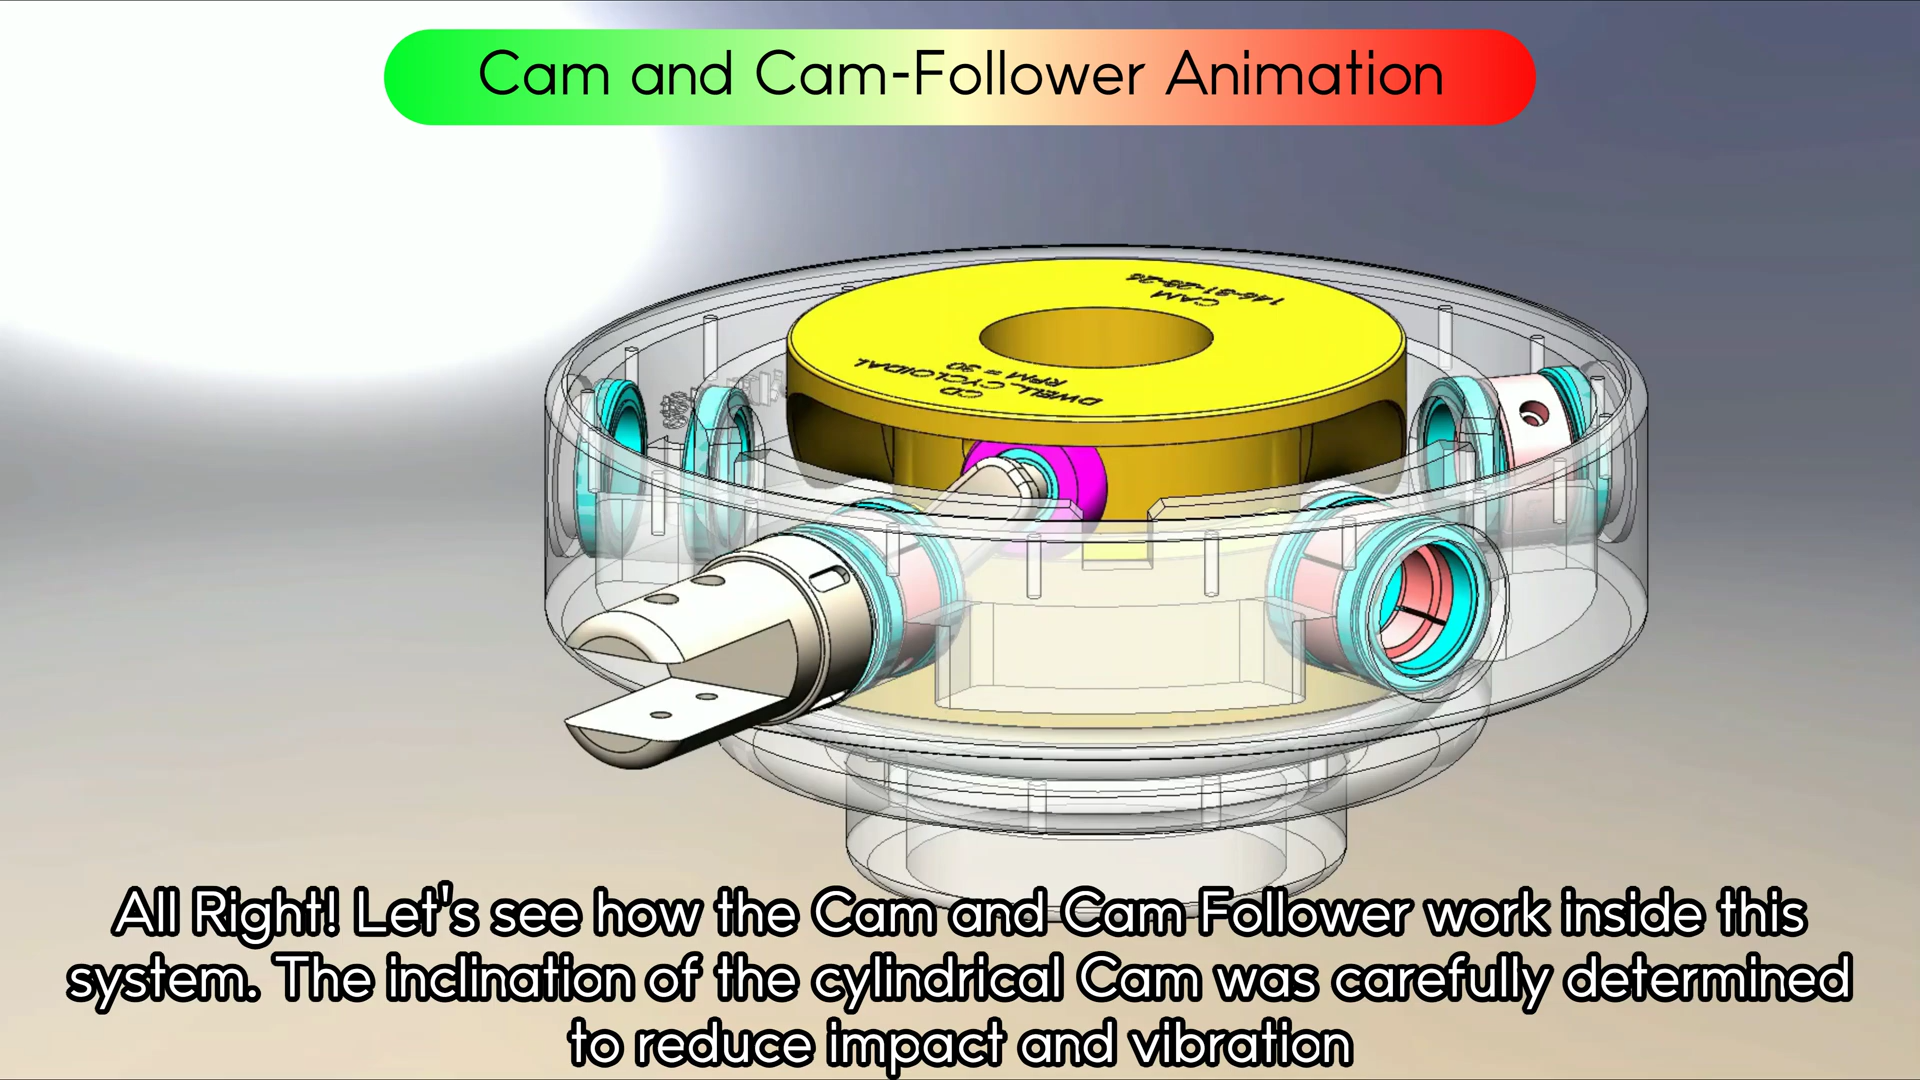 Cam and Cam-Follower Animation
146-31-23-26
CAM
CD
DWELL CYCLOIDAL
RPM = 30
All Right! Let's see how the Cam and Cam Follower work inside this
system. The inclination of the cylindrical Cam was carefully determined
to reduce impact and vibration